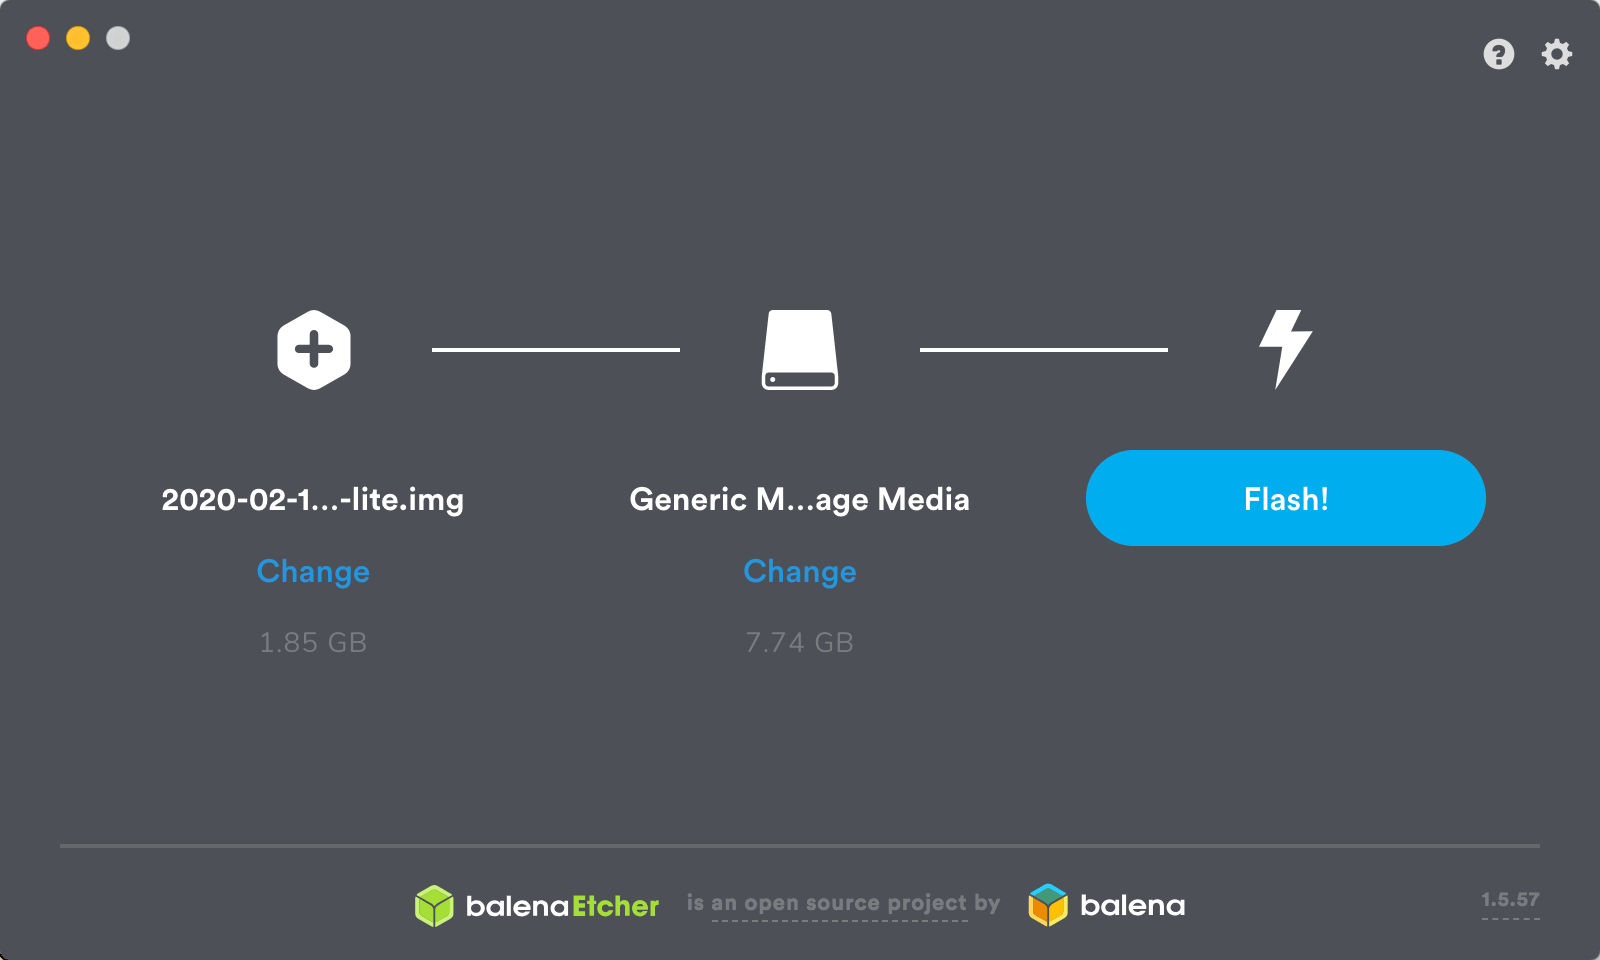 2020-02-1...-lite.img
Change
1.85 GB
Generic M...age Media
Change
7.74 GB
Flash!
balenaEtcher is an open source project by balena
1.5.57